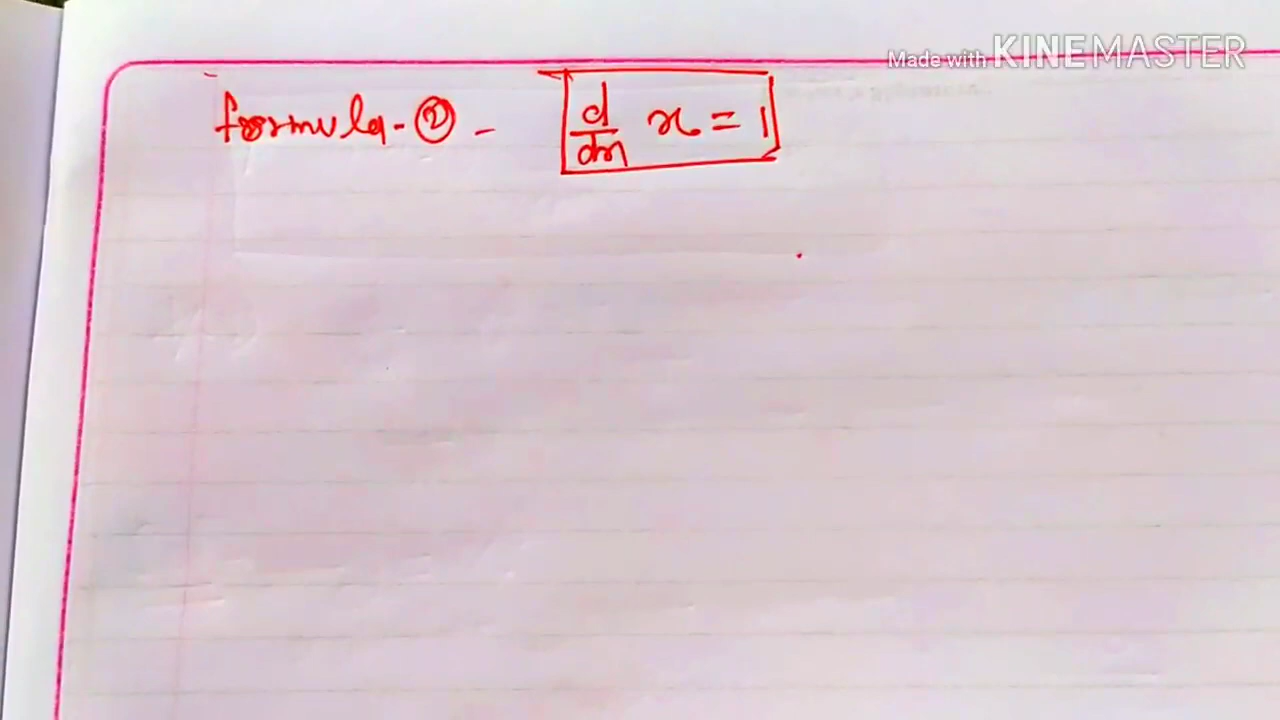 Made with KINEMASTER
formula - ② - d/dx x = 1